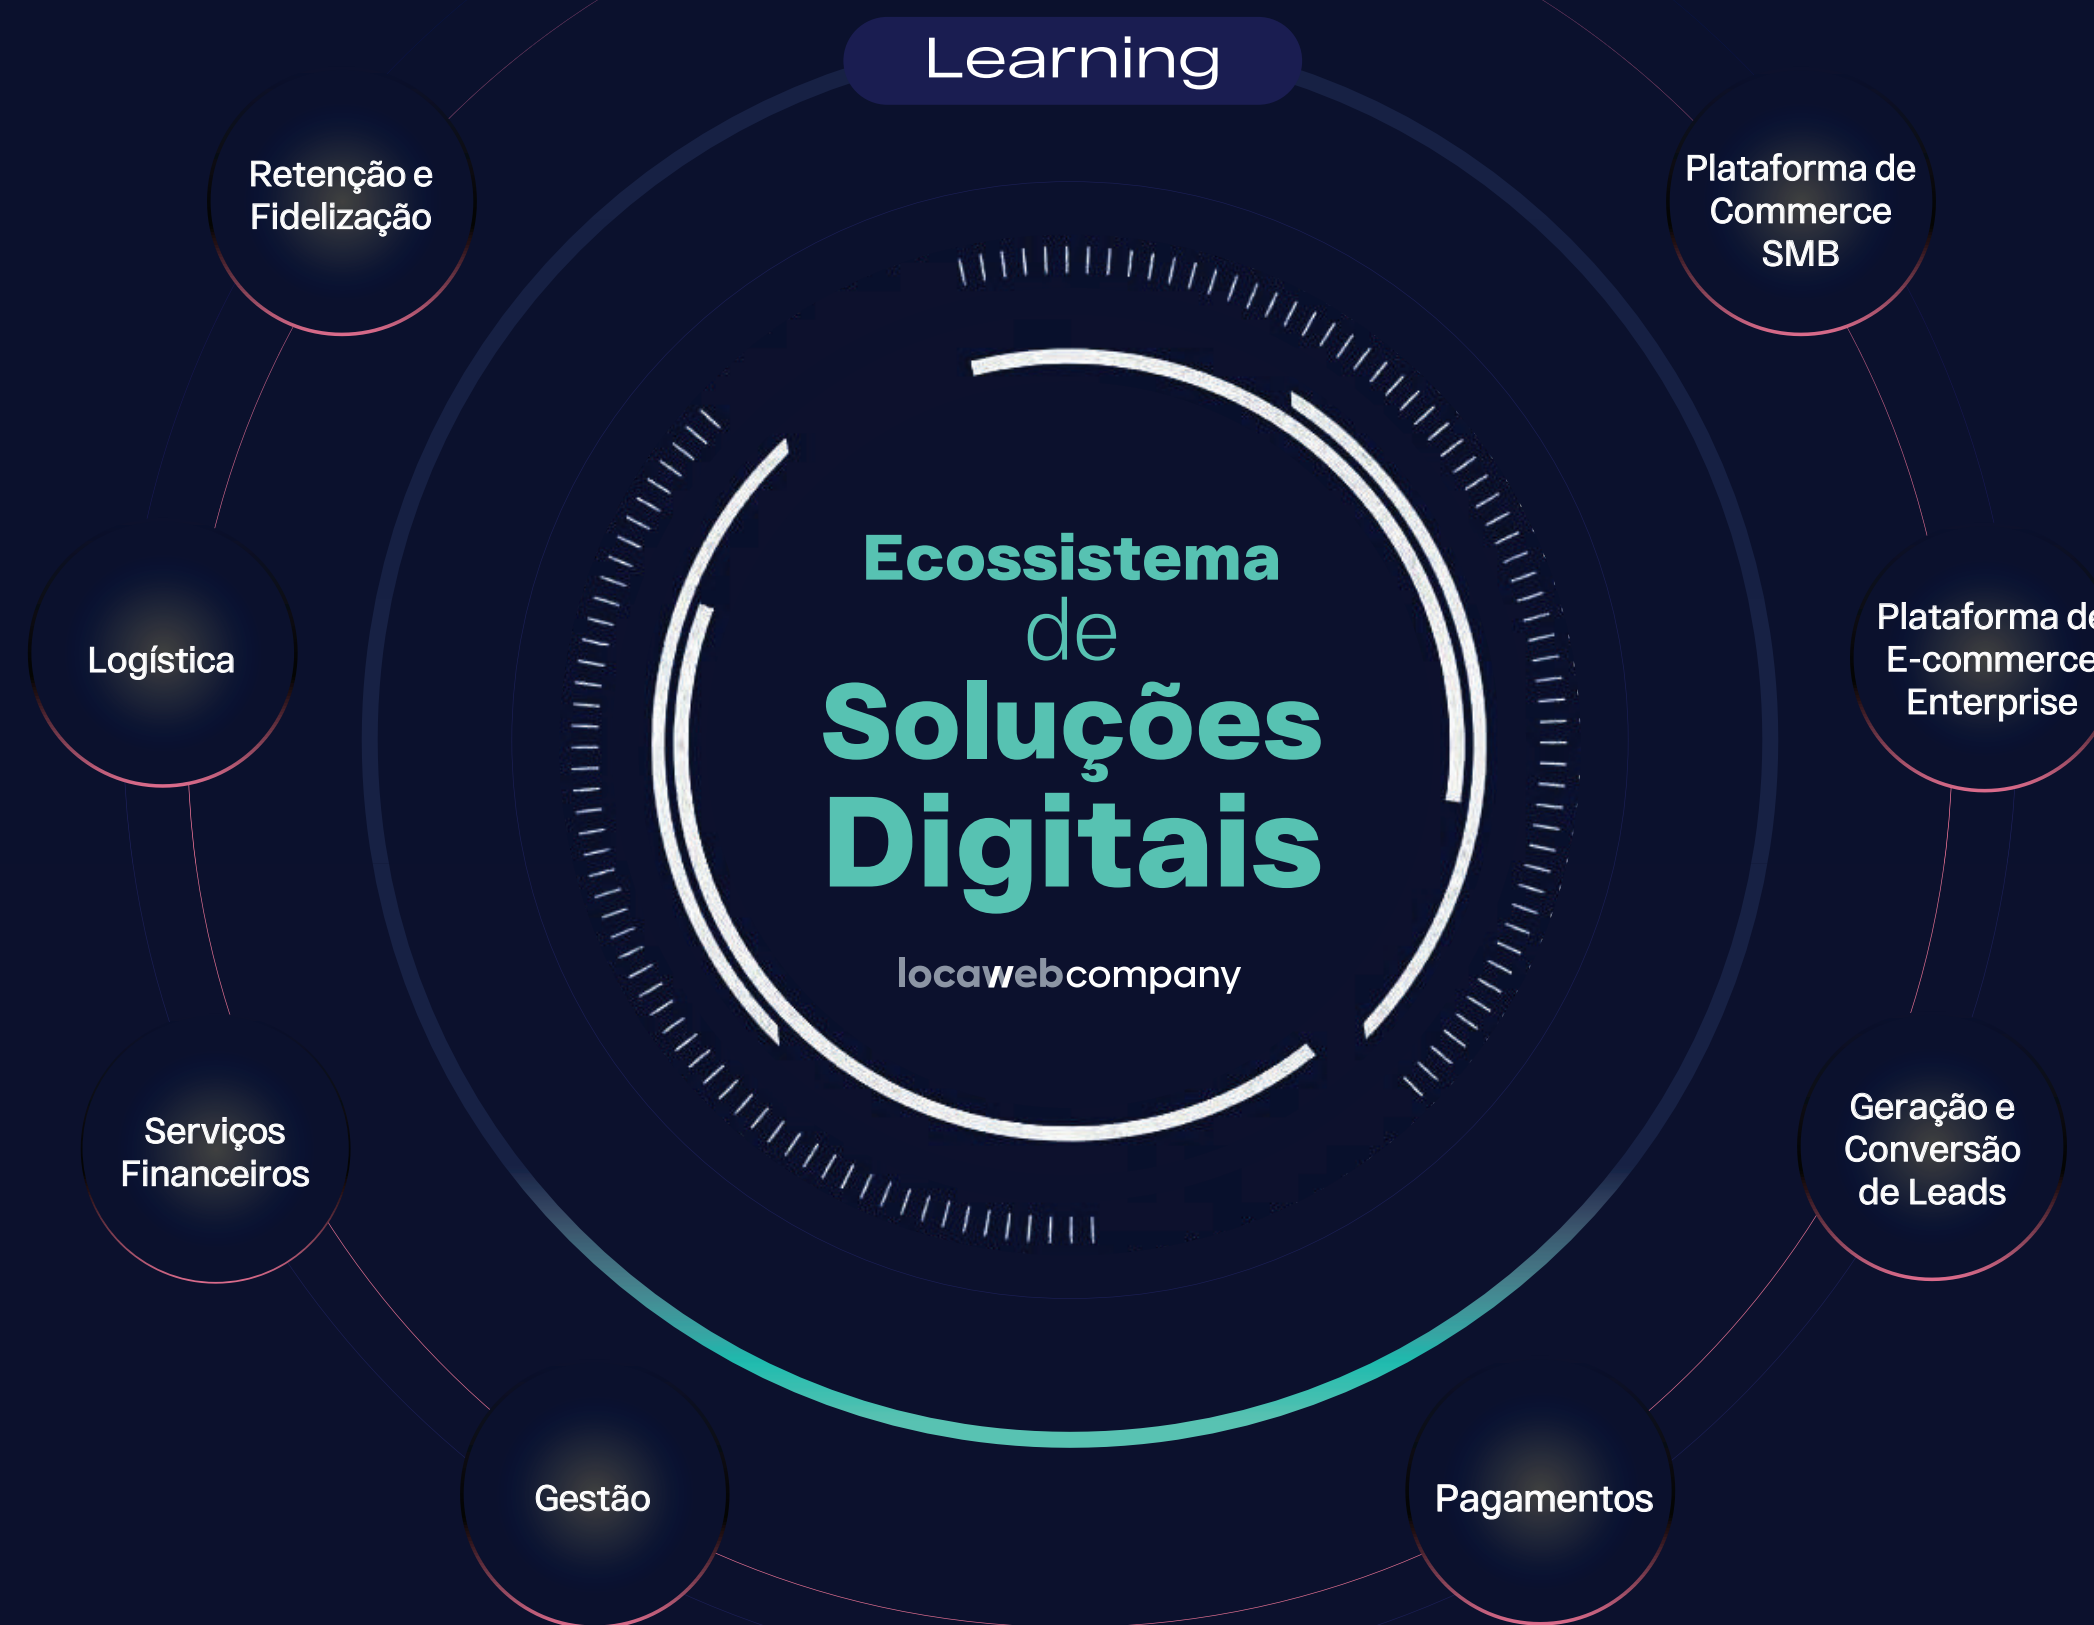 Learning
Retenção e
Fidelização
Plataforma de
Commerce
SMB
Logística
Ecossistema
de
Soluções
Digitais
locawebcompany
Plataforma de
E-commerce
Enterprise
Serviços
Financeiros
Geração e
Conversão
de Leads
Gestão
Pagamentos